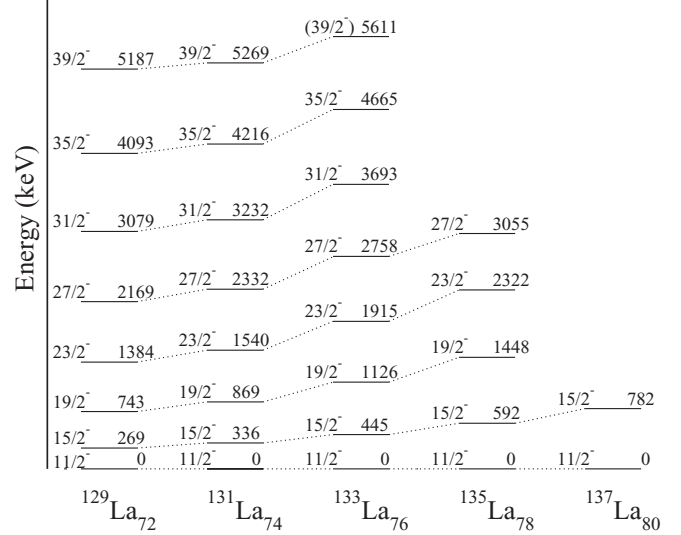 (39/2⁻) 5611
39/2⁻ 5187 39/2⁻ 5269
35/2⁻ 4665
35/2⁻ 4093 35/2⁻ 4216
31/2⁻ 3693
31/2⁻ 3079 31/2⁻ 3232
27/2⁻ 3055
27/2⁻ 2758
27/2⁻ 2169 27/2⁻ 2332
23/2⁻ 2322
23/2⁻ 1915
23/2⁻ 1384 23/2⁻ 1540
19/2⁻ 1448
19/2⁻ 1126
19/2⁻ 743 19/2⁻ 869
15/2⁻ 782
15/2⁻ 592
15/2⁻ 269 15/2⁻ 336 15/2⁻ 445
11/2⁻ 0 11/2⁻ 0 11/2⁻ 0 11/2⁻ 0 11/2⁻ 0
¹²⁹La₇₂ ¹³¹La₇₄ ¹³³La₇₆ ¹³⁵La₇₈ ¹³⁷La₈₀
Energy (keV)